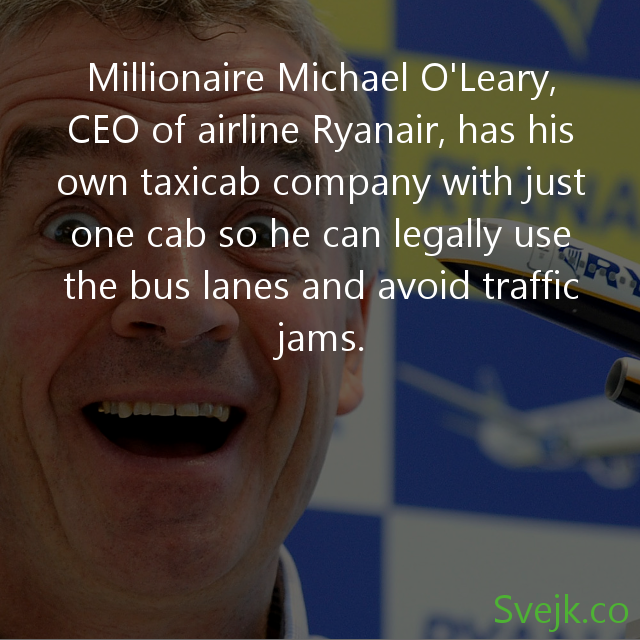 Millionaire Michael O'Leary,
CEO of airline Ryanair, has his
own taxicab company with just
one cab so he can legally use
the bus lanes and avoid traffic
jams.
Svejk.co